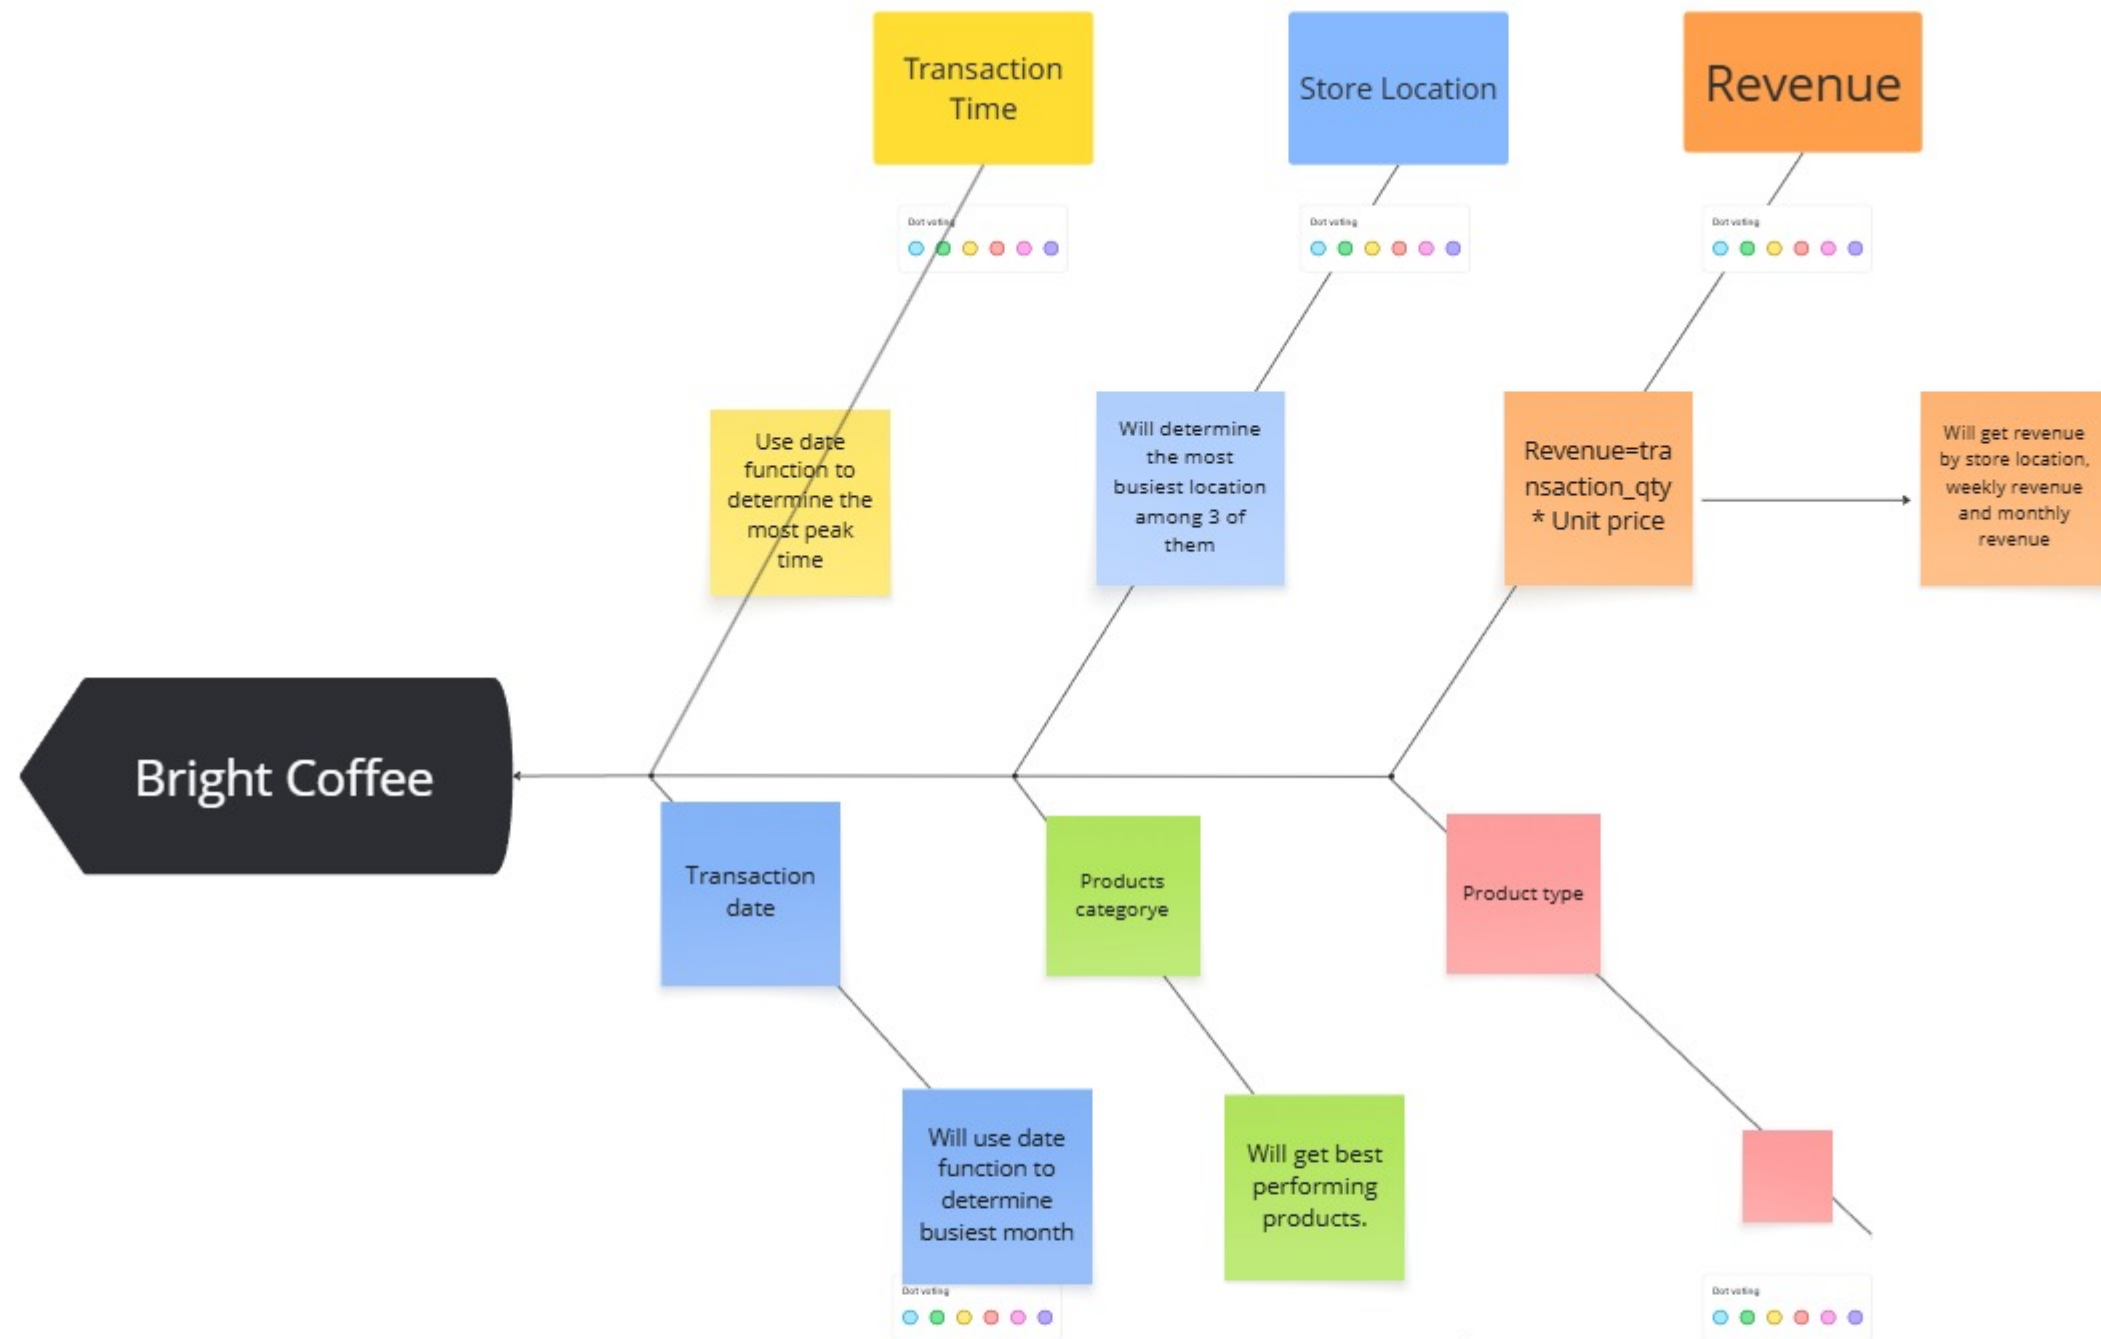 Transaction
Time
Store Location
Revenue
Dot voting
Dot voting
Dot voting
Use date
function to
determine the
most peak
time
Will determine
the most
busiest location
among 3 of
them
Revenue=tra
nsaction_qty
* Unit price
Will get revenue
by store location,
weekly revenue
and monthly
revenue
Bright Coffee
Transaction
date
Products
categorye
Product type
Will use date
function to
determine
busiest month
Will get best
performing
products.
Dot voting
Dot voting